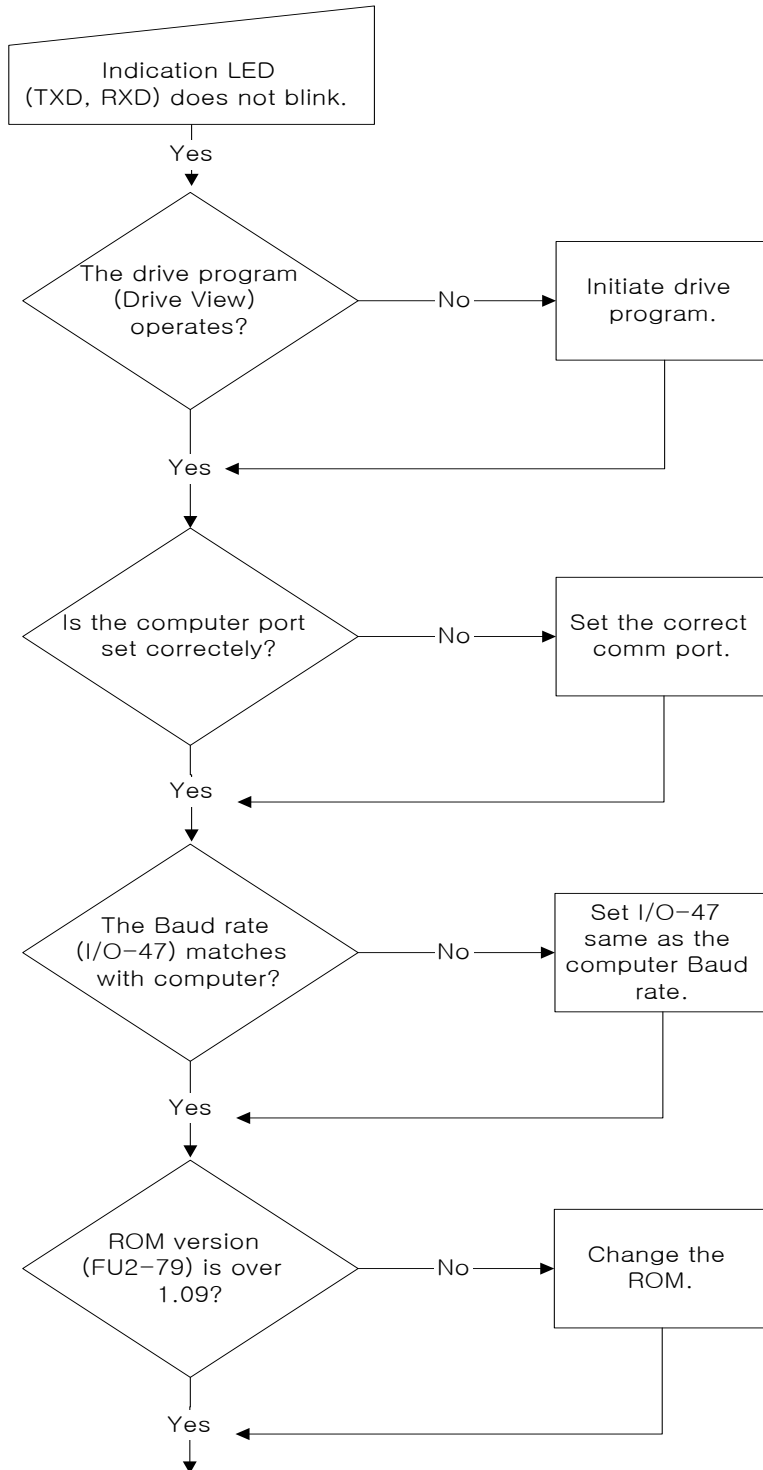 Indication LED
(TXD, RXD) does not blink.
Yes
The drive program
(Drive View)
operates?
No
Initiate drive
program.
Yes
Is the computer port
set correctely?
No
Set the correct
comm port.
Yes
The Baud rate
(I/O-47) matches
with computer?
No
Set I/O-47
same as the
computer Baud
rate.
Yes
ROM version
(FU2-79) is over
1.09?
No
Change the
ROM.
Yes